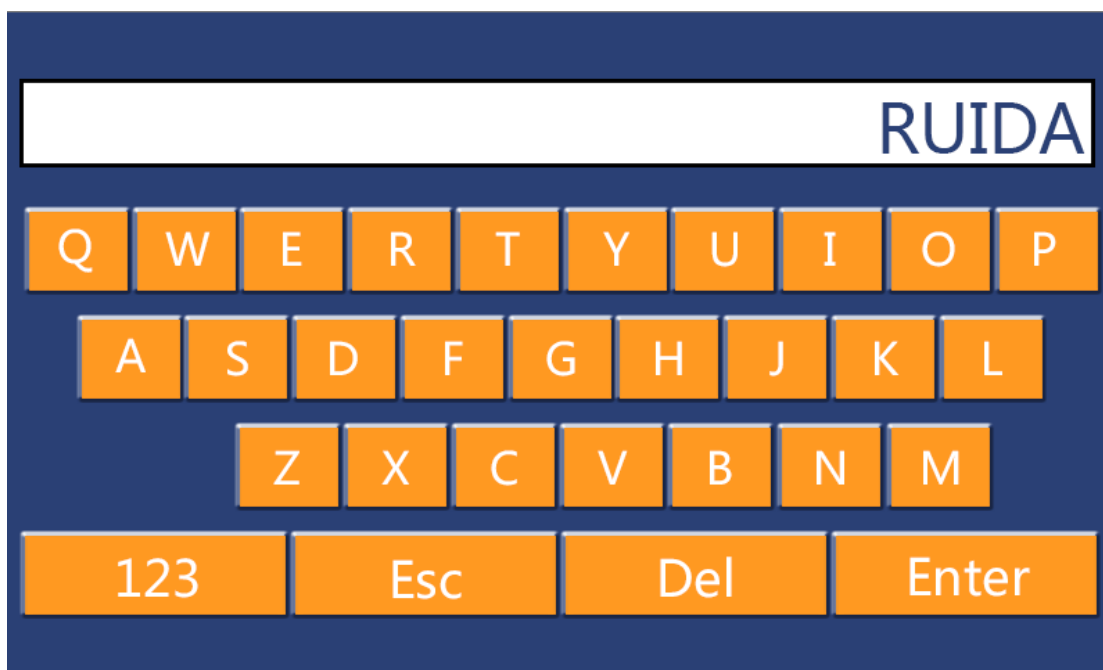 RUIDA
Q W E R T Y U I O P
A S D F G H J K L
Z X C V B N M
123 Esc Del Enter